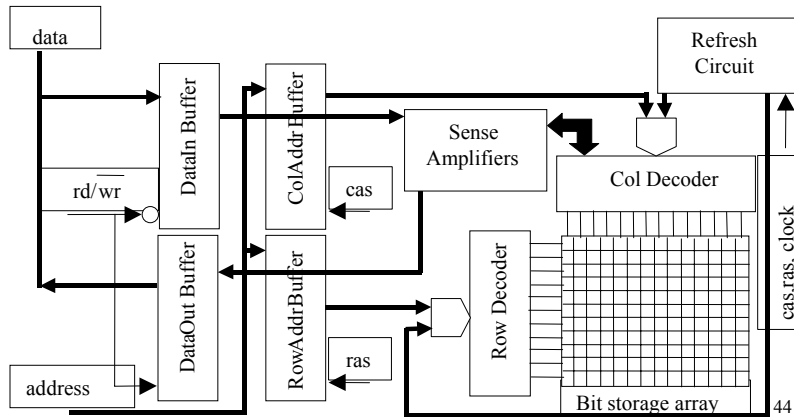 data
Refresh
Circuit
DataIn Buffer
ColAddrBuffer
Sense
Amplifiers
rd/wr
cas
Col Decoder
cas,ras, clock
DataOut Buffer
RowAddrBuffer
Row Decoder
ras
address
Bit storage array
44